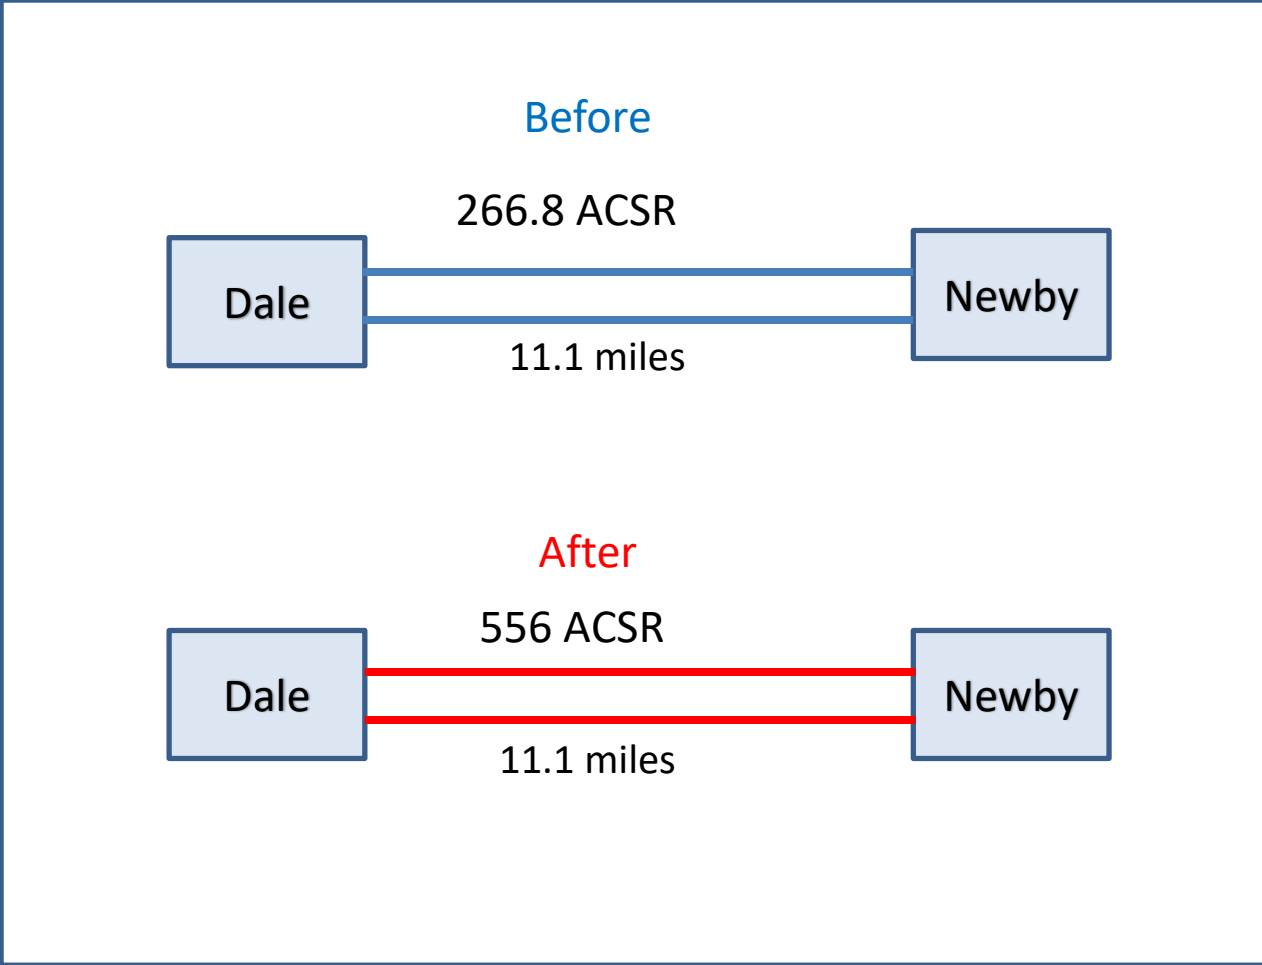 Before
266.8 ACSR
Dale
Newby
11.1 miles
After
556 ACSR
Dale
Newby
11.1 miles